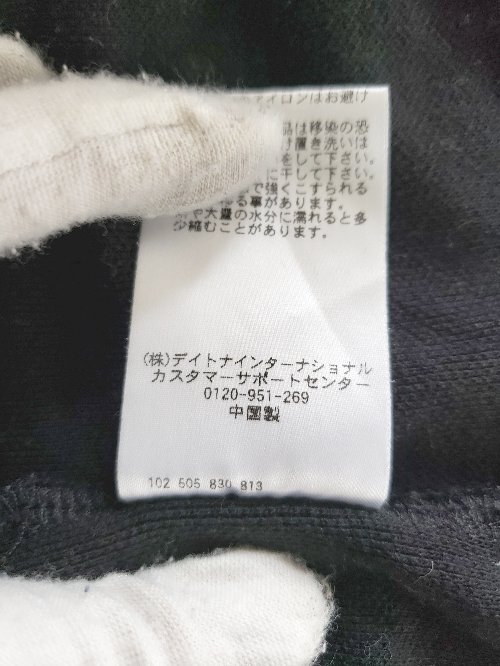 アイロンはお避け
品は移染の恐
け置き洗いは
をして下さい。
に干して下さい。
で強くこすられる
る事があります。
や大量の水分に濡れると多
少縮むことがあります。
(株)デイトナインターナショナル
カスタマーサポートセンター
0120-951-269
中国製
102 505 830 813